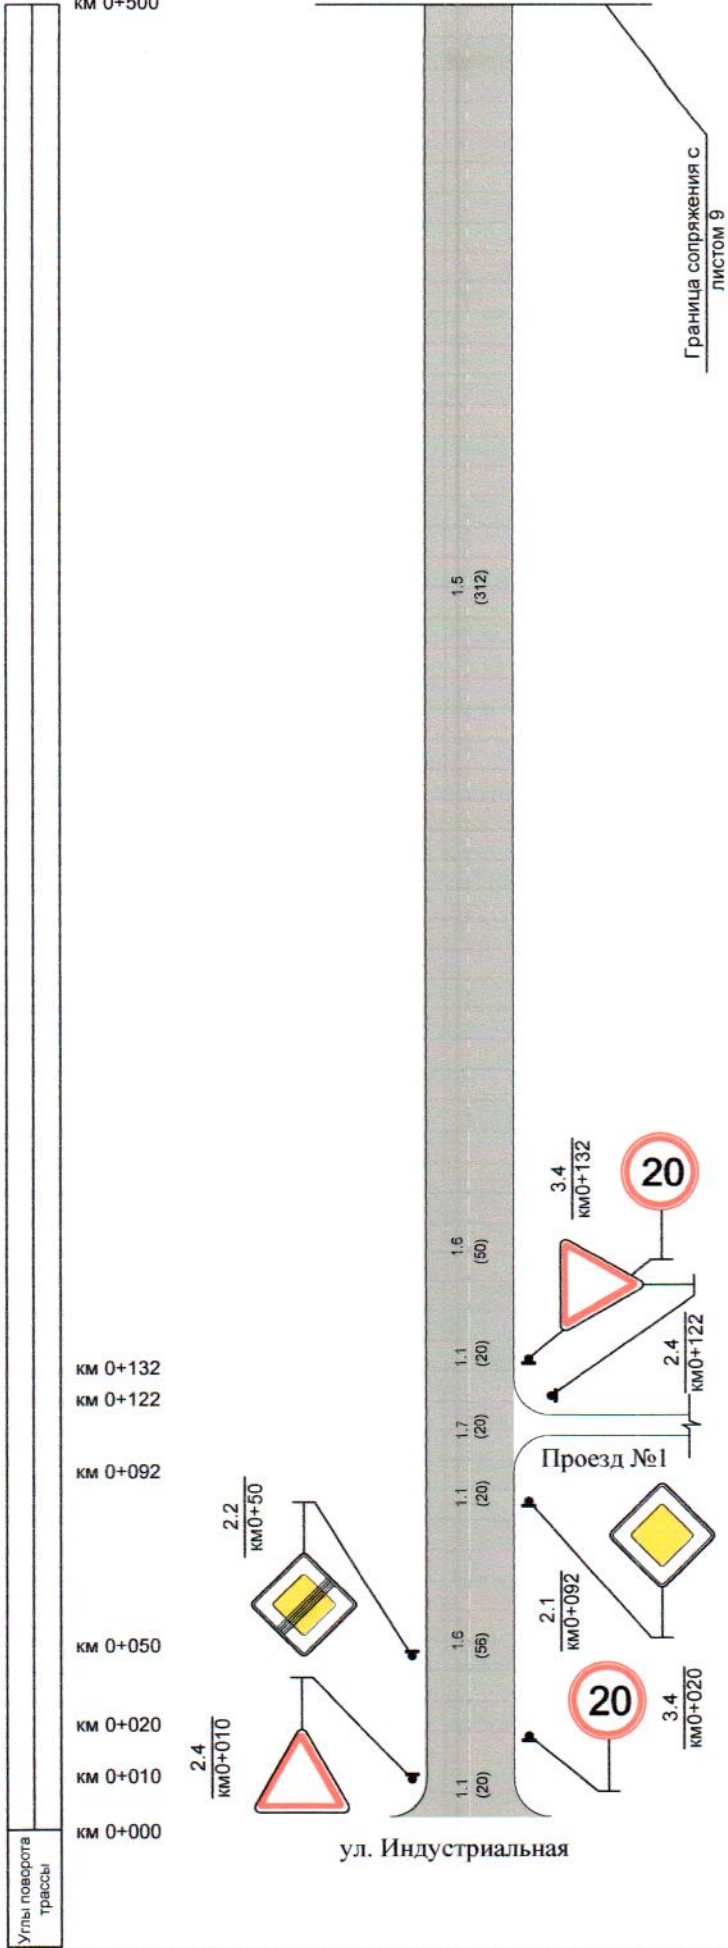 км 0+500
Граница сопряжения с
листом 9
1.5
(312)
3.4
км0+132
20
1.6
(50)
2.4
км0+122
1.1
(20)
км 0+132
км 0+122
1.7
(20)
Проезд №1
км 0+092
1.1
(20)
2.2
км0+50
2.1
км0+092
км 0+050
1.6
(56)
20
3.4
км0+020
км 0+020
2.4
км0+010
км 0+010
1.1
(20)
км 0+000
ул. Индустриальная
Углы поворота
трассы